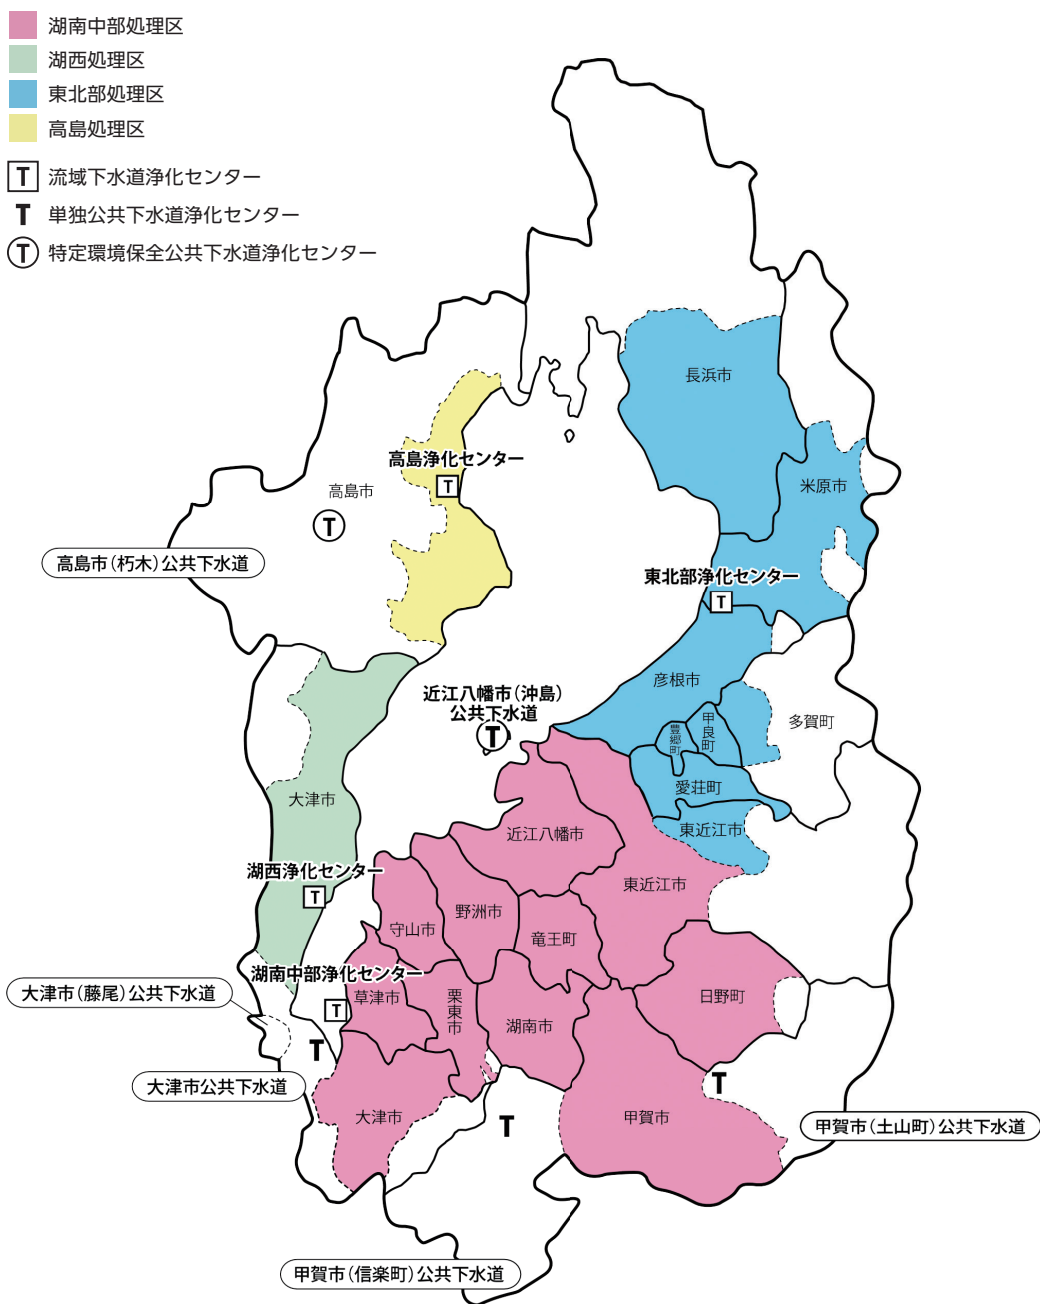 湖南中部処理区
湖西処理区
東北部処理区
高島処理区
T 流域下水道浄化センター
T 単独公共下水道浄化センター
T 特定環境保全公共下水道浄化センター
長浜市
高島浄化センター
T
高島市
T
米原市
高島市(朽木)公共下水道
東北部浄化センター
T
彦根市
近江八幡市(沖島)
公共下水道
T
多賀町
甲良町
豊郷町
愛荘町
大津市
東近江市
近江八幡市
湖西浄化センター
T
東近江市
野洲市
守山市
竜王町
湖南中部浄化センター
T
大津市(藤尾)公共下水道
草津市
栗東市
日野町
湖南市
T
大津市公共下水道
T
大津市
T
甲賀市
甲賀市(土山町)公共下水道
甲賀市(信楽町)公共下水道